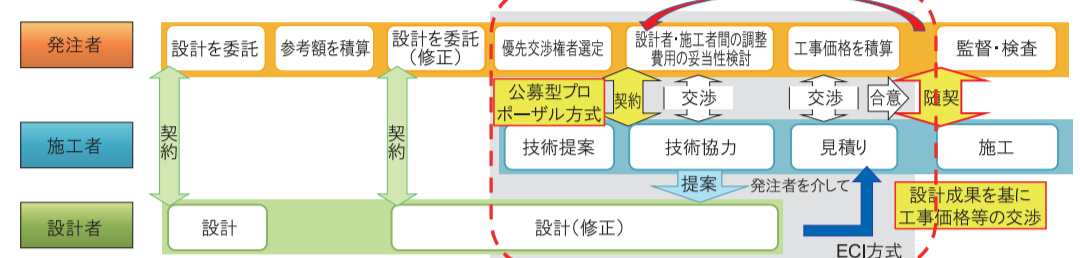 発注者
設計を委託
参考額を積算
設計を委託
(修正)
優先交渉権者選定
設計者・施工者間の調整
費用の妥当性検討
工事価格を積算
監督・検査
公募型プロ
ポーザル方式
契約
交渉
交渉
合意
随契
契約
契約
施工者
技術提案
技術協力
見積り
施工
提案
発注者を介して
設計成果を基に
工事価格等の交渉
設計者
設計
設計(修正)
ECI方式